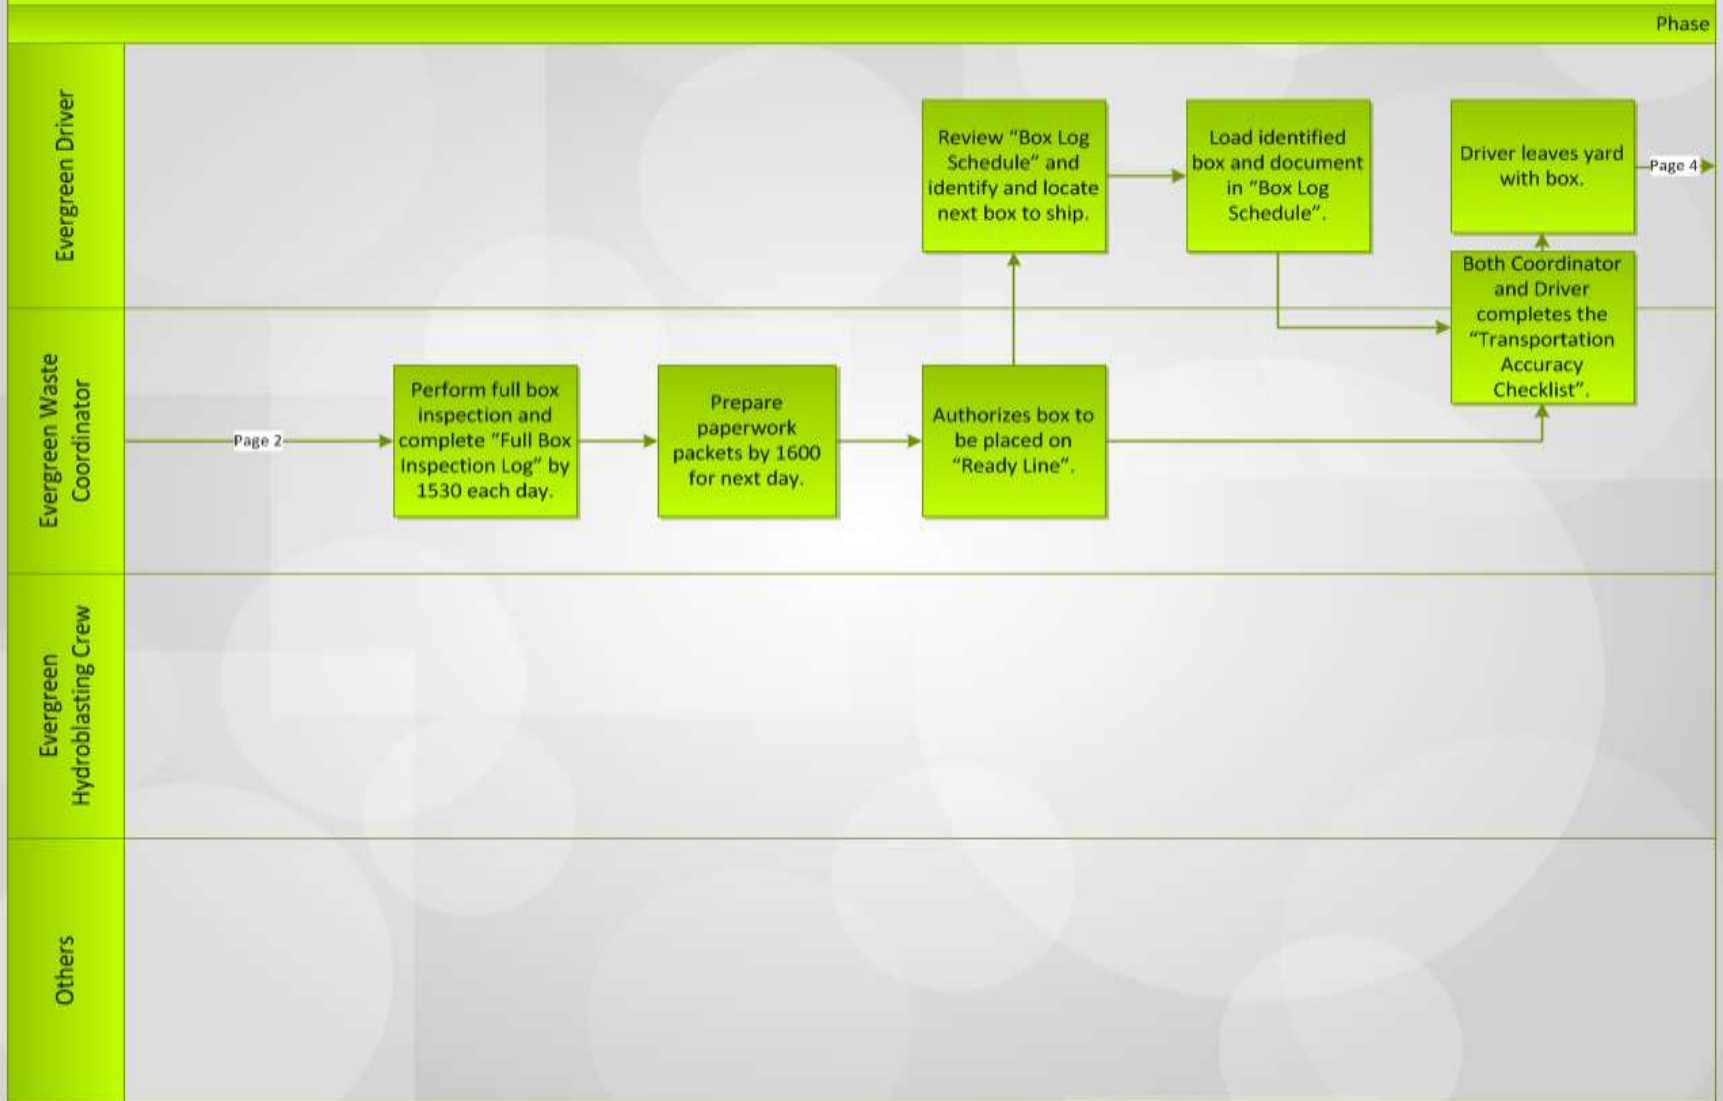 Phase
Evergreen Driver
Review “Box Log
Schedule” and
identify and locate
next box to ship.
Load identified
box and document
in “Box Log
Schedule”.
Driver leaves yard
with box.
Page 4
Both Coordinator
and Driver
completes the
“Transportation
Accuracy
Checklist”.
Evergreen Waste
Coordinator
Page 2
Perform full box
inspection and
complete “Full Box
Inspection Log” by
1530 each day.
Prepare
paperwork
packets by 1600
for next day.
Authorizes box to
be placed on
“Ready Line”.
Evergreen
Hydroblasting Crew
Others